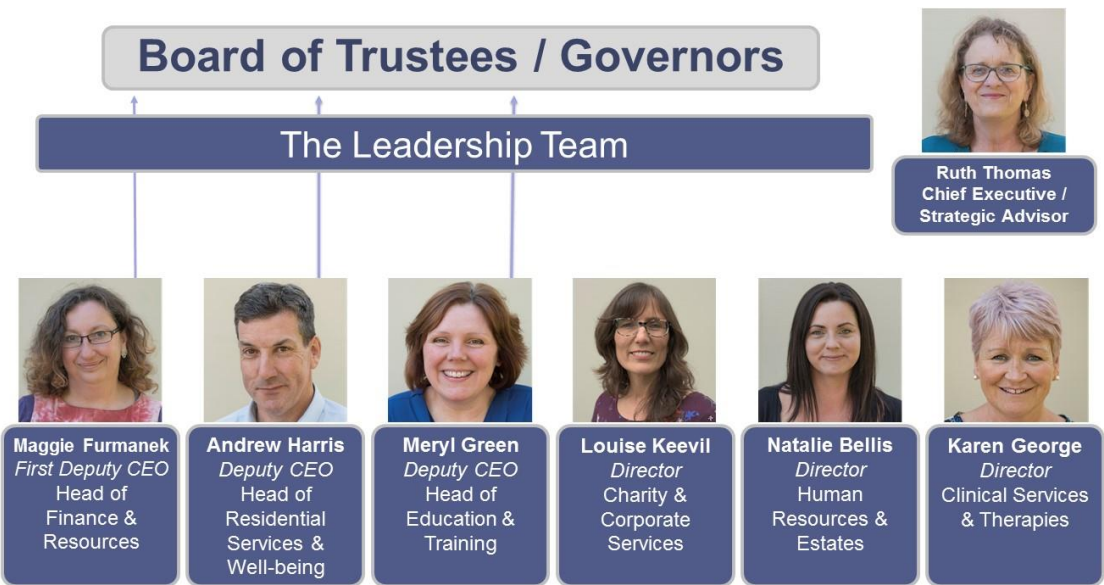 Board of Trustees / Governors
The Leadership Team
Ruth Thomas
Chief Executive /
Strategic Advisor
Maggie Furmanek
First Deputy CEO
Head of
Finance &
Resources
Andrew Harris
Deputy CEO
Head of
Residential
Services &
Well-being
Meryl Green
Deputy CEO
Head of
Education &
Training
Louise Keevil
Director
Charity &
Corporate
Services
Natalie Bellis
Director
Human
Resources &
Estates
Karen George
Director
Clinical Services
& Therapies